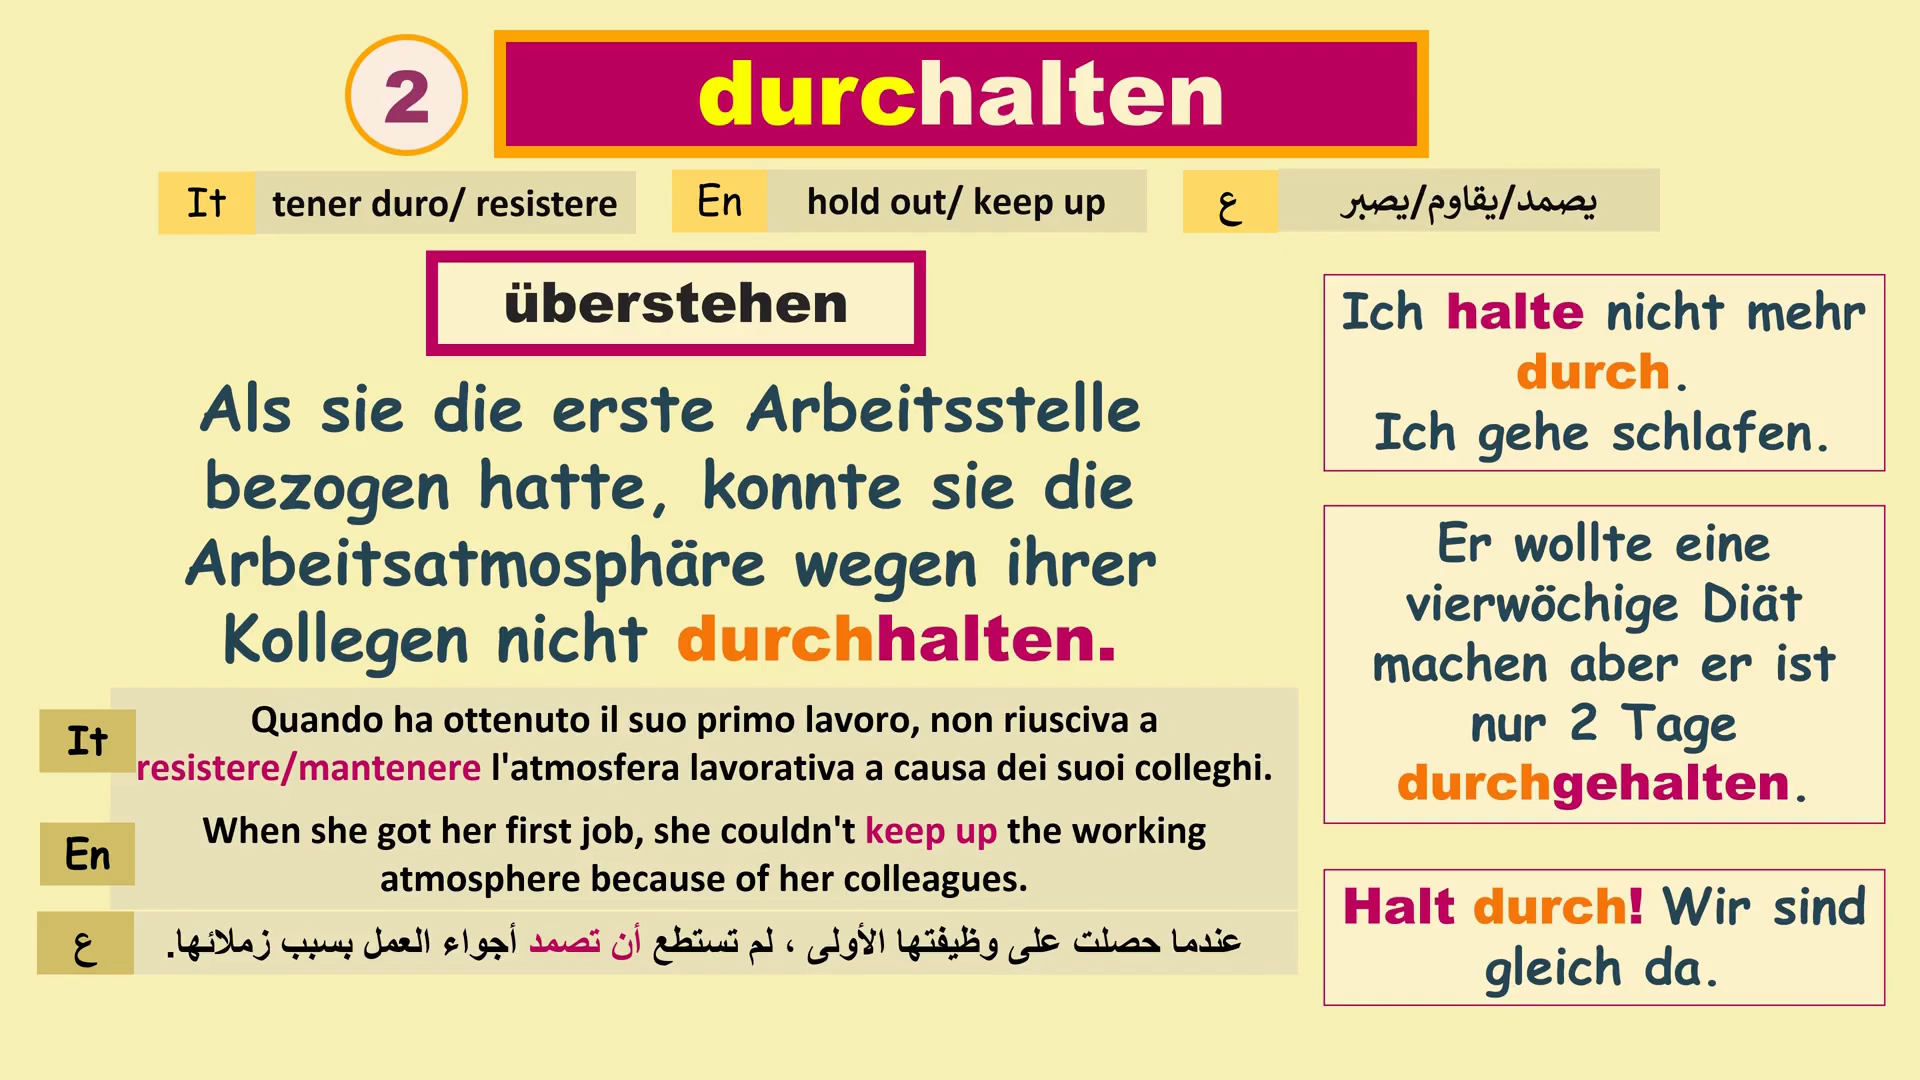 2
durchalten
It tener duro/ resistere
En hold out/ keep up
ع يصمد/يقاوم/يصبر
überstehen
Als sie die erste Arbeitsstelle
bezogen hatte, konnte sie die
Arbeitsatmosphäre wegen ihrer
Kollegen nicht durchhalten.
It
Quando ha ottenuto il suo primo lavoro, non riusciva a
resistere/mantenere l'atmosfera lavorativa a causa dei suoi colleghi.
En
When she got her first job, she couldn't keep up the working
atmosphere because of her colleagues.
ع
عندما حصلت على وظيفتها الأولى ، لم تستطع أن تصمد أجواء العمل بسبب زملائها.
Ich halte nicht mehr
durch.
Ich gehe schlafen.
Er wollte eine
vierwöchige Diät
machen aber er ist
nur 2 Tage
durchgehalten.
Halt durch! Wir sind
gleich da.